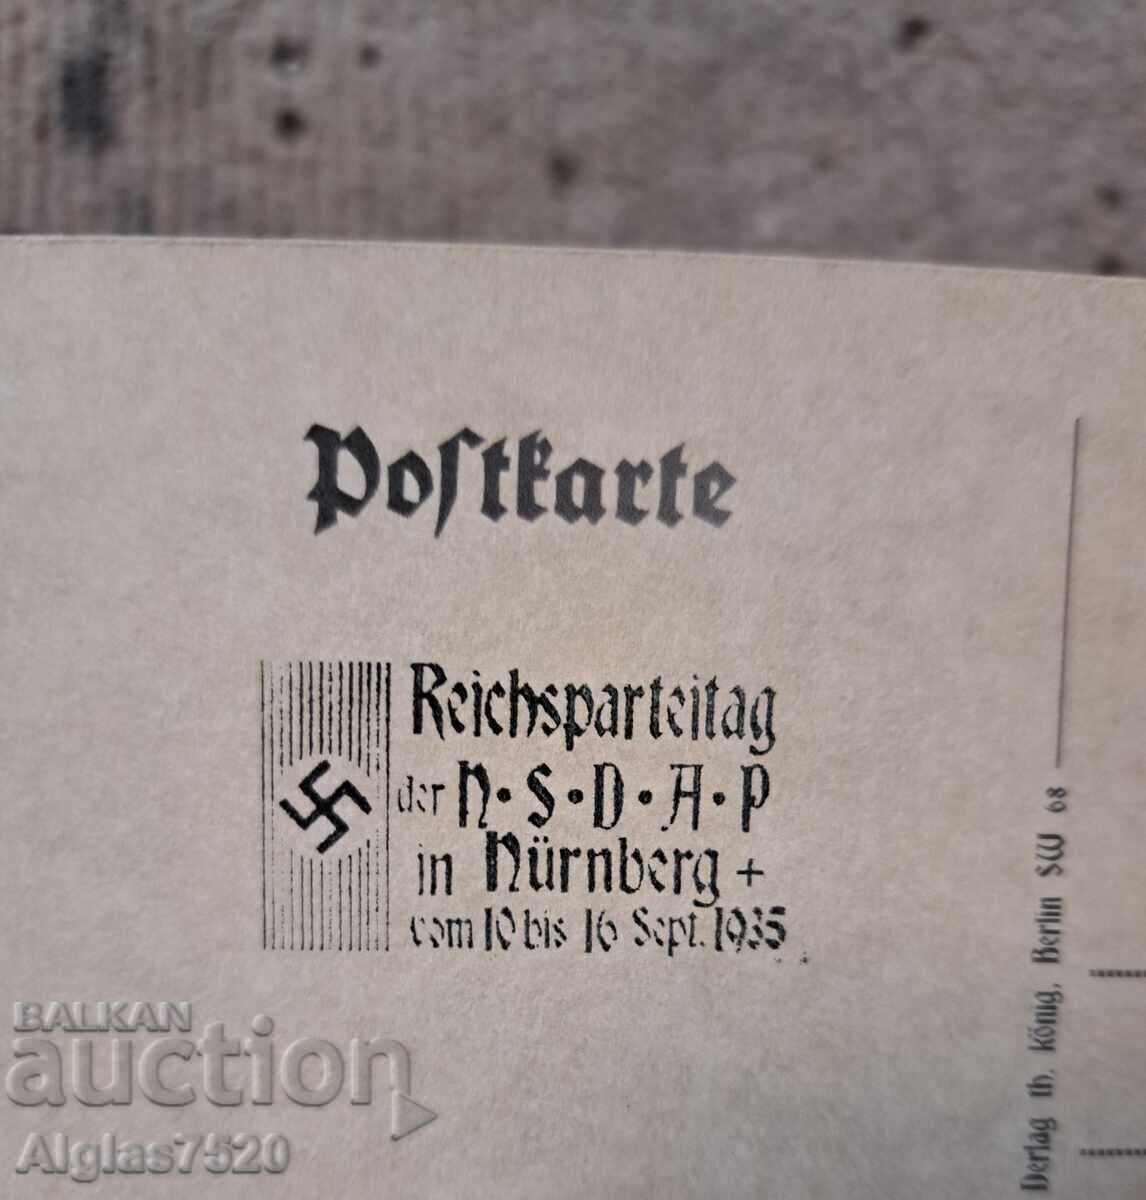 Postkarte
Reichsparteitag
der N·S·D·A·P
in Nürnberg +
vom 10 bis 16 Sept. 1935
Verlag th. König, Berlin SW 68
BALKAN
auction
Alglas7520